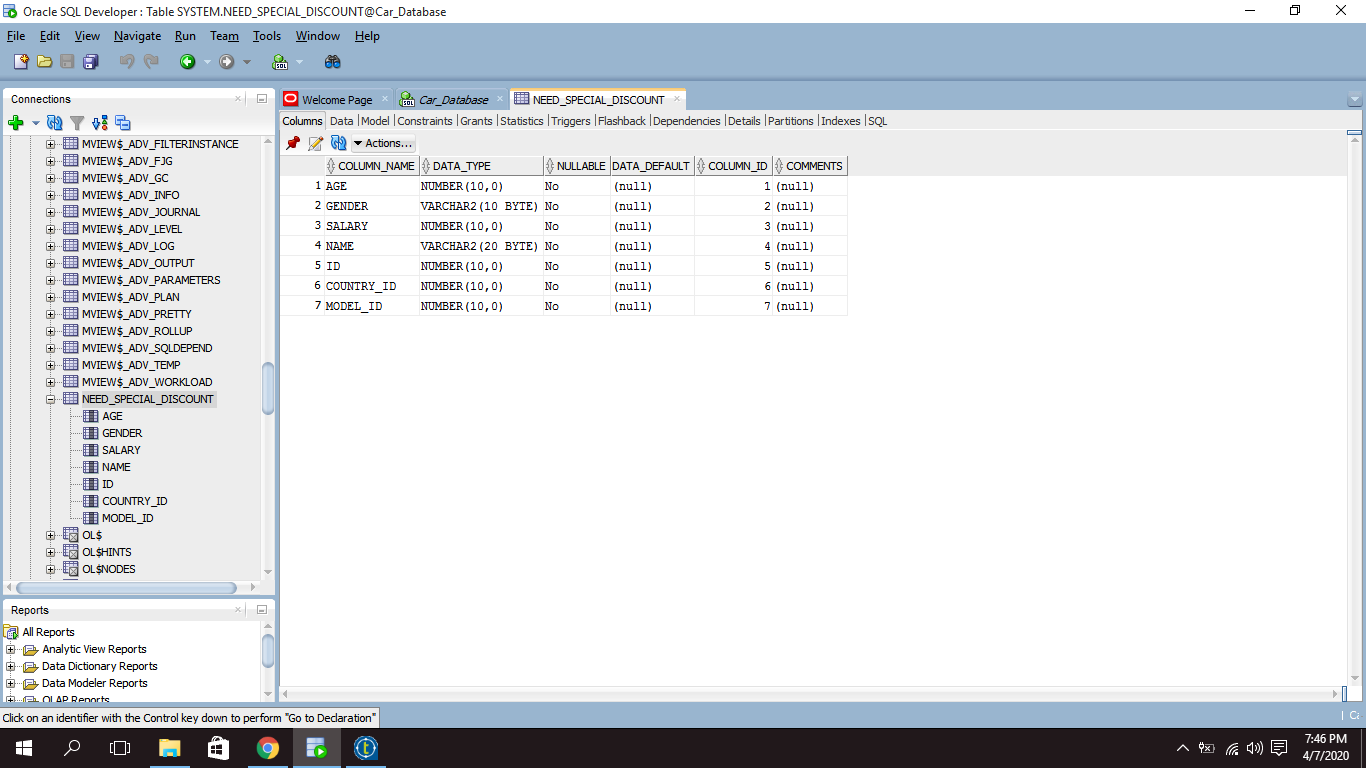 Oracle SQL Developer : Table SYSTEM.NEED_SPECIAL_DISCOUNT@Car_Database
File Edit View Navigate Run Team Tools Window Help
Connections
MVIEW$_ADV_FILTERINSTANCE
MVIEW$_ADV_FJG
MVIEW$_ADV_GC
MVIEW$_ADV_INFO
MVIEW$_ADV_JOURNAL
MVIEW$_ADV_LEVEL
MVIEW$_ADV_LOG
MVIEW$_ADV_OUTPUT
MVIEW$_ADV_PARAMETERS
MVIEW$_ADV_PLAN
MVIEW$_ADV_PRETTY
MVIEW$_ADV_ROLLUP
MVIEW$_ADV_SQLDEPEND
MVIEW$_ADV_TEMP
MVIEW$_ADV_WORKLOAD
NEED_SPECIAL_DISCOUNT
AGE
GENDER
SALARY
NAME
ID
COUNTRY_ID
MODEL_ID
OL$
OL$HINTS
OL$NODES
Reports
All Reports
Analytic View Reports
Data Dictionary Reports
Data Modeler Reports
OLAP Reports
Welcome Page Car_Database NEED_SPECIAL_DISCOUNT
Columns Data Model Constraints Grants Statistics Triggers Flashback Dependencies Details Partitions Indexes SQL
Actions...
COLUMN_NAME DATA_TYPE NULLABLE DATA_DEFAULT COLUMN_ID COMMENTS
1 AGE NUMBER(10,0) No (null) 1 (null)
2 GENDER VARCHAR2(10 BYTE) No (null) 2 (null)
3 SALARY NUMBER(10,0) No (null) 3 (null)
4 NAME VARCHAR2(20 BYTE) No (null) 4 (null)
5 ID NUMBER(10,0) No (null) 5 (null)
6 COUNTRY_ID NUMBER(10,0) No (null) 6 (null)
7 MODEL_ID NUMBER(10,0) No (null) 7 (null)
Click on an identifier with the Control key down to perform "Go to Declaration"
7:46 PM
4/7/2020